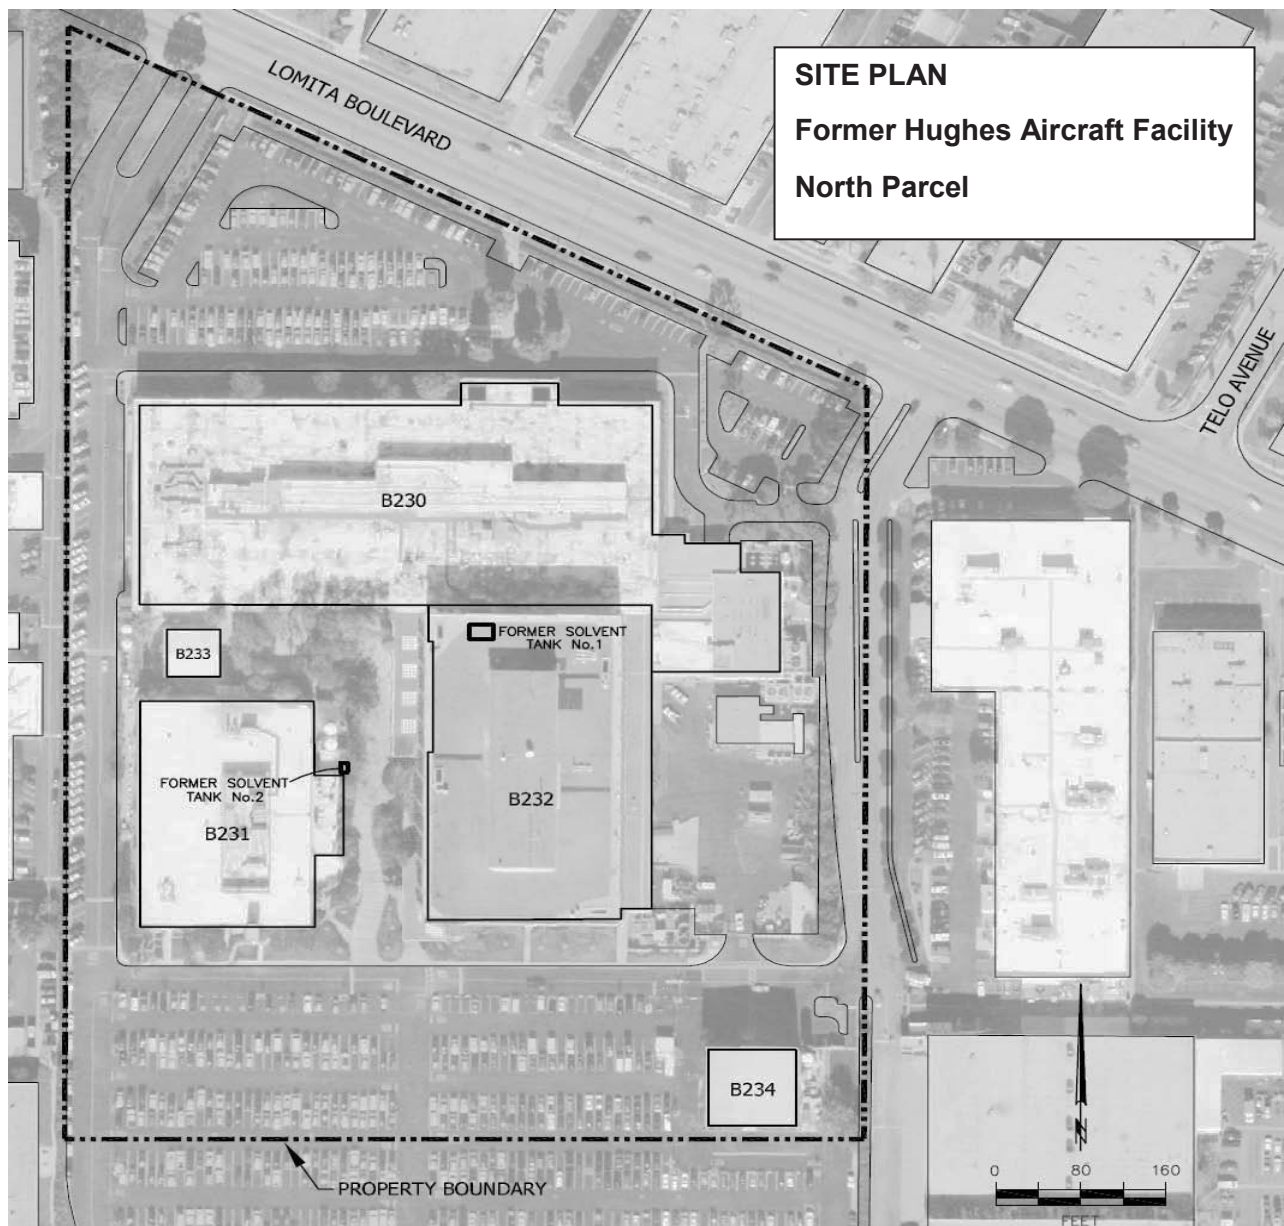 SITE PLAN
Former Hughes Aircraft Facility
North Parcel
LOMITA BOULEVARD
TELO AVENUE
B230
FORMER SOLVENT
TANK No.1
B233
FORMER SOLVENT
TANK No.2
B231
B232
B234
PROPERTY BOUNDARY
N
0 80 160
FEET